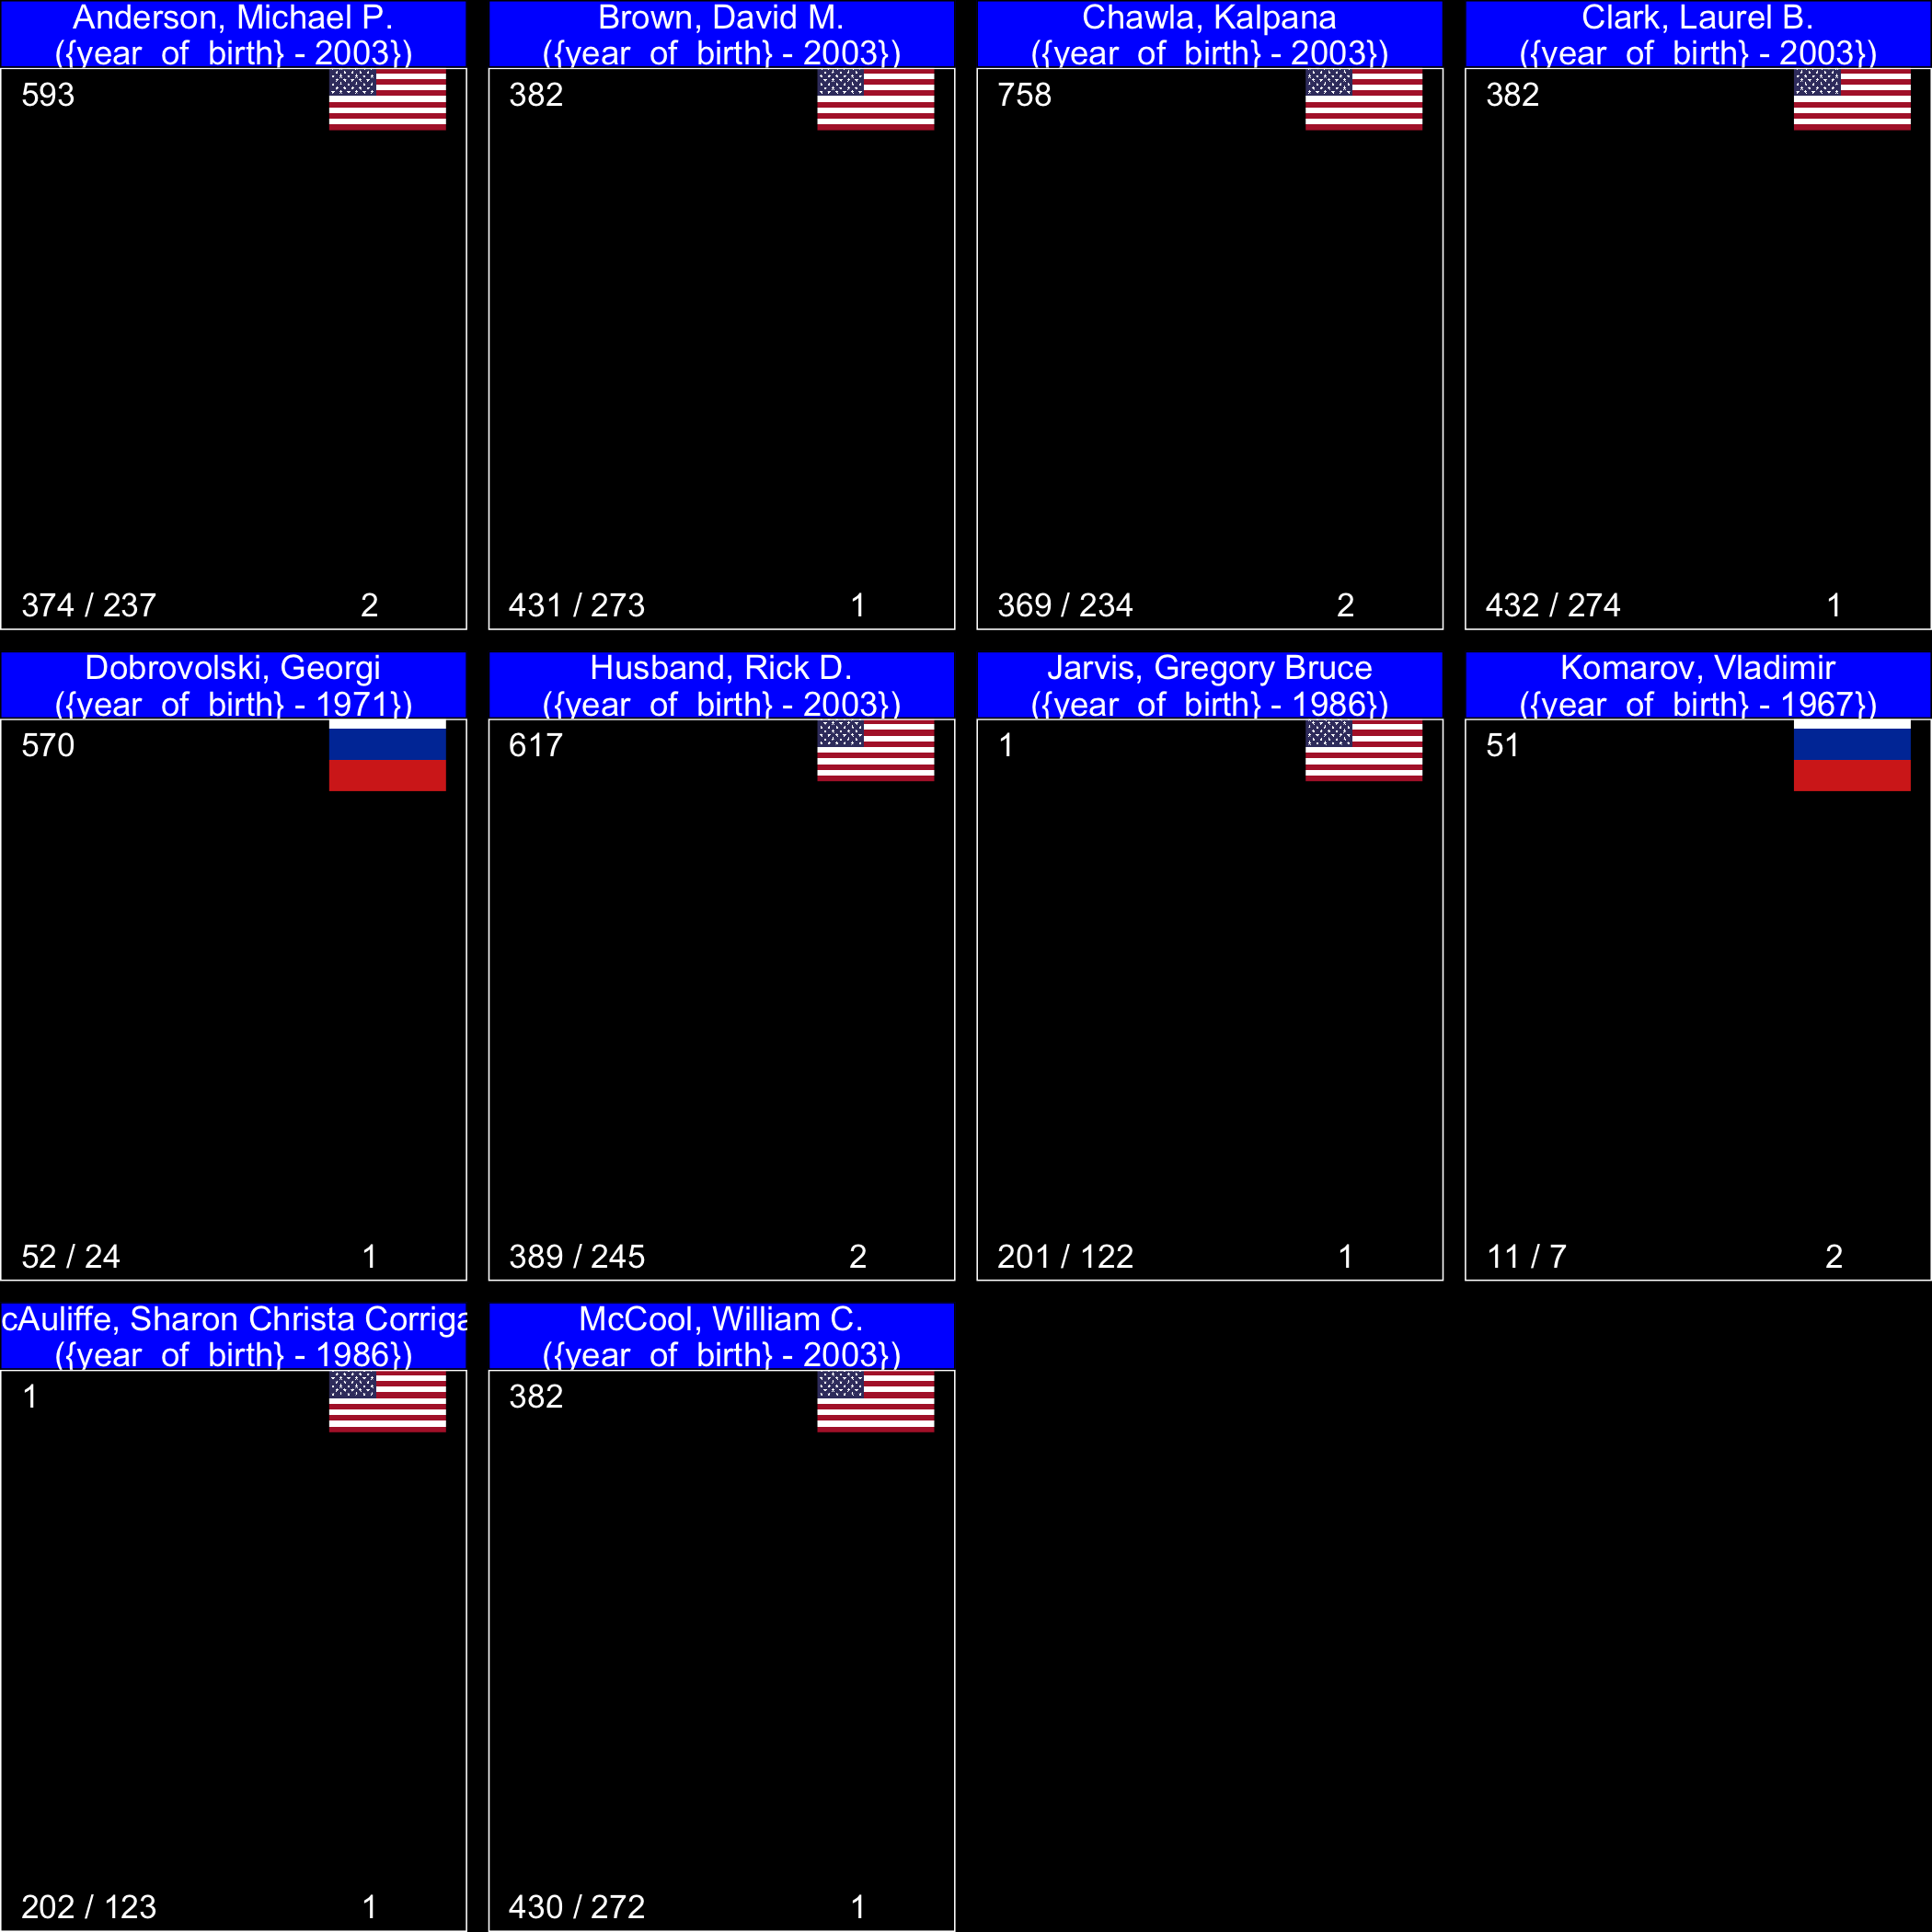 Anderson, Michael P.
({year_of_birth} - 2003})
593
374 / 237 2
Brown, David M.
({year_of_birth} - 2003})
382
431 / 273 1
Chawla, Kalpana
({year_of_birth} - 2003})
758
369 / 234 2
Clark, Laurel B.
({year_of_birth} - 2003})
382
432 / 274 1
Dobrovolski, Georgi
({year_of_birth} - 1971})
570
52 / 24 1
Husband, Rick D.
({year_of_birth} - 2003})
617
389 / 245 2
Jarvis, Gregory Bruce
({year_of_birth} - 1986})
1
201 / 122 1
Komarov, Vladimir
({year_of_birth} - 1967})
51
11 / 7 2
cAuliffe, Sharon Christa Corriga
({year_of_birth} - 1986})
1
202 / 123 1
McCool, William C.
({year_of_birth} - 2003})
382
430 / 272 1